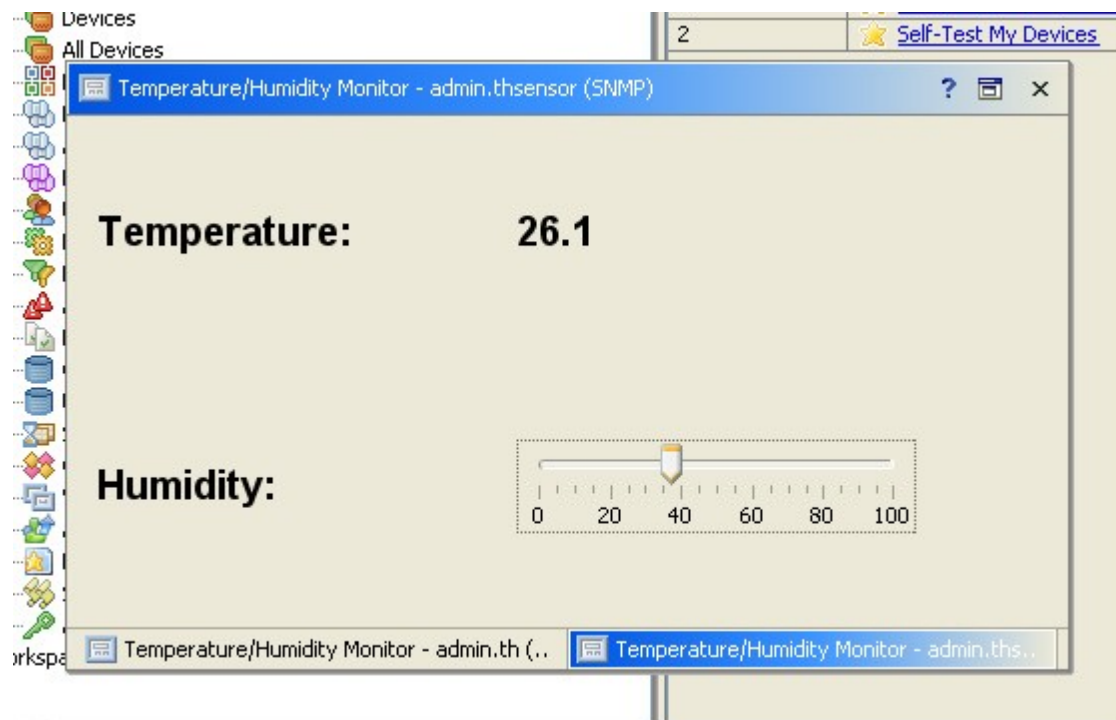 Devices
All Devices
2
Self-Test My Devices
Temperature/Humidity Monitor - admin.thsensor (SNMP)
?
Temperature: 26.1
Humidity:
0 20 40 60 80 100
Temperature/Humidity Monitor - admin.th (..
Temperature/Humidity Monitor - admin.ths..